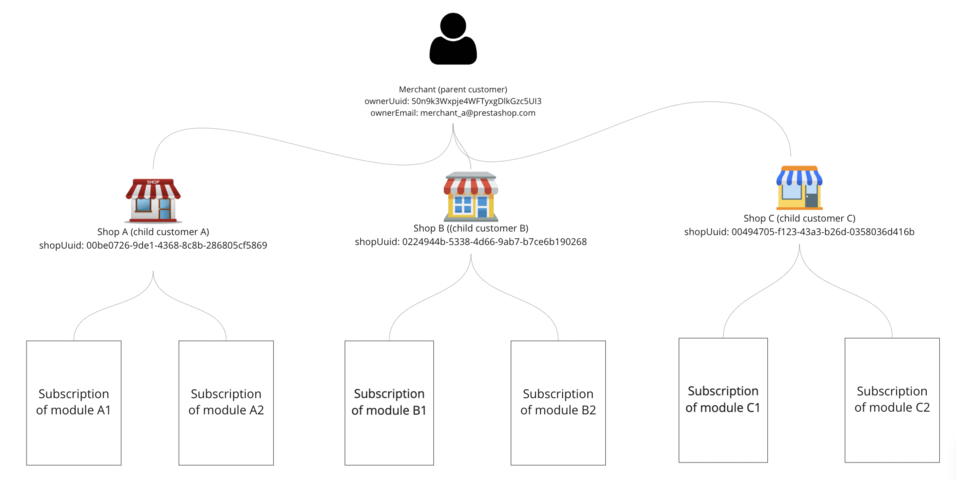 Merchant (parent customer)
ownerUuid: 50n9k3Wxpje4WFTyxgDlkGzc5UI3
ownerEmail: merchant_a@prestashop.com
SHOP
Shop A (child customer A)
shopUuid: 00be0726-9de1-4368-8c8b-286805cf5869
Shop B ((child customer B)
shopUuid: 0224944b-5338-4d66-9ab7-b7ce6b190268
Shop C (child customer C)
shopUuid: 00494705-f123-43a3-b26d-0358036d416b
Subscription
of module A1
Subscription
of module A2
Subscription
of module B1
Subscription
of module B2
Subscription
of module C1
Subscription
of module C2